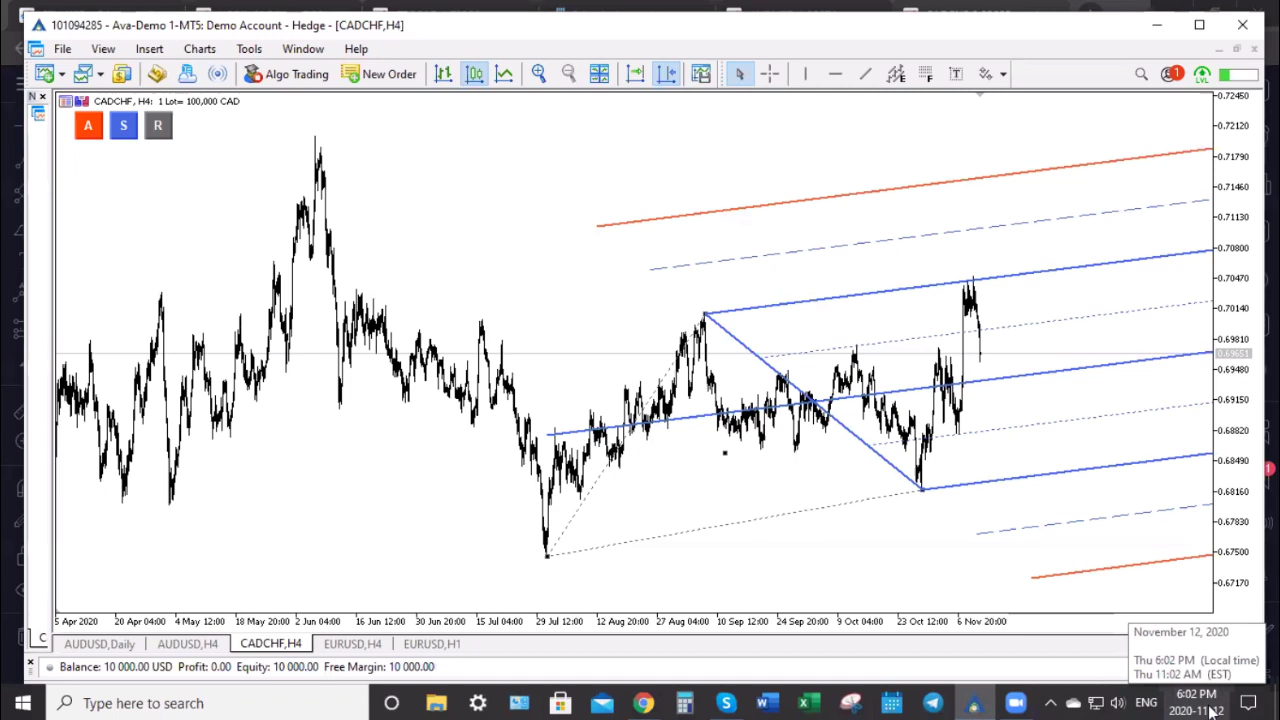 101094285 - Ava-Demo 1-MT5: Demo Account - Hedge - [CADCHF,H4]
File View Insert Charts Tools Window Help
Algo Trading New Order
1
LVL
N
CADCHF, H4: 1 Lot= 100,000 CAD
A S R
0.72450
0.72120
0.71790
0.71460
0.71130
0.70800
0.70470
0.70140
0.69810
0.69651
0.69480
0.69150
0.68820
0.68490
0.68160
0.67830
0.67500
0.67170
5 Apr 2020 20 Apr 04:00 4 May 12:00 18 May 20:00 2 Jun 04:00 16 Jun 12:00 30 Jun 20:00 15 Jul 04:00 29 Jul 12:00 12 Aug 20:00 27 Aug 04:00 10 Sep 12:00 24 Sep 20:00 9 Oct 04:00 23 Oct 12:00 6 Nov 20:00
C AUDUSD,Daily AUDUSD,H4 CADCHF,H4 EURUSD,H4 EURUSD,H1
Balance: 10 000.00 USD Profit: 0.00 Equity: 10 000.00 Free Margin: 10 000.00
November 12, 2020
Thu 6:02 PM (Local time)
Thu 11:02 AM (EST)
Type here to search
ENG
6:02 PM